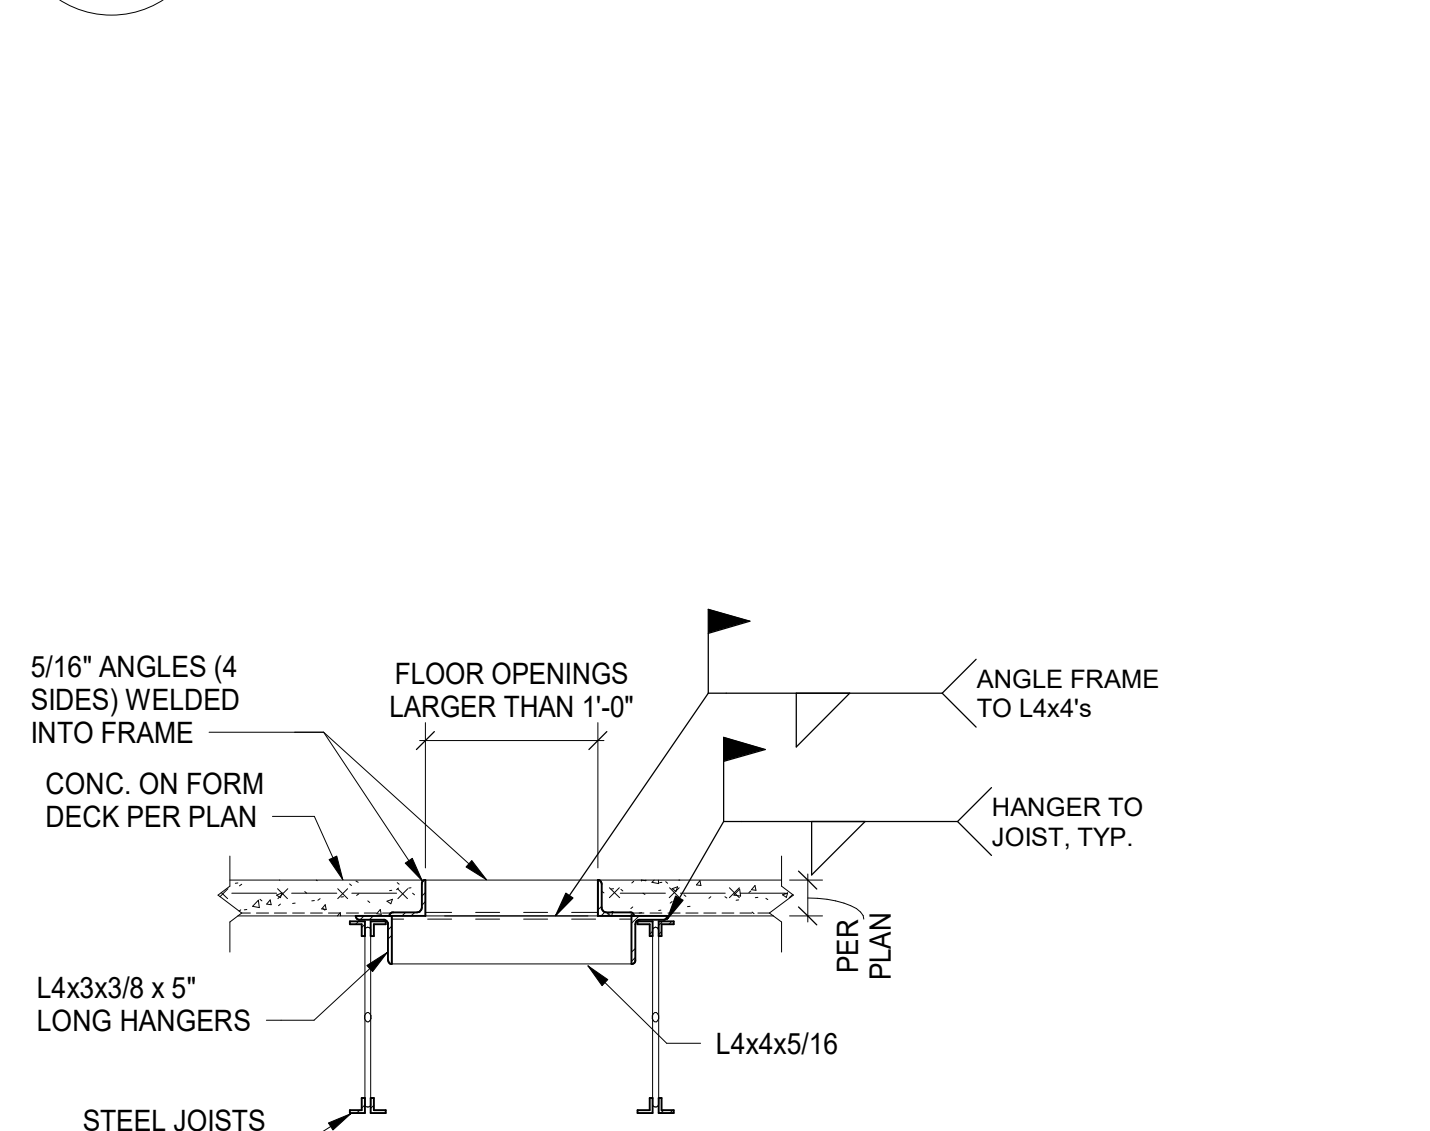 5/16" ANGLES (4
SIDES) WELDED
INTO FRAME
FLOOR OPENINGS
LARGER THAN 1'-0"
ANGLE FRAME
TO L4x4's
CONC. ON FORM
DECK PER PLAN
HANGER TO
JOIST, TYP.
PER
PLAN
L4x3x3/8 x 5"
LONG HANGERS
L4x4x5/16
STEEL JOISTS